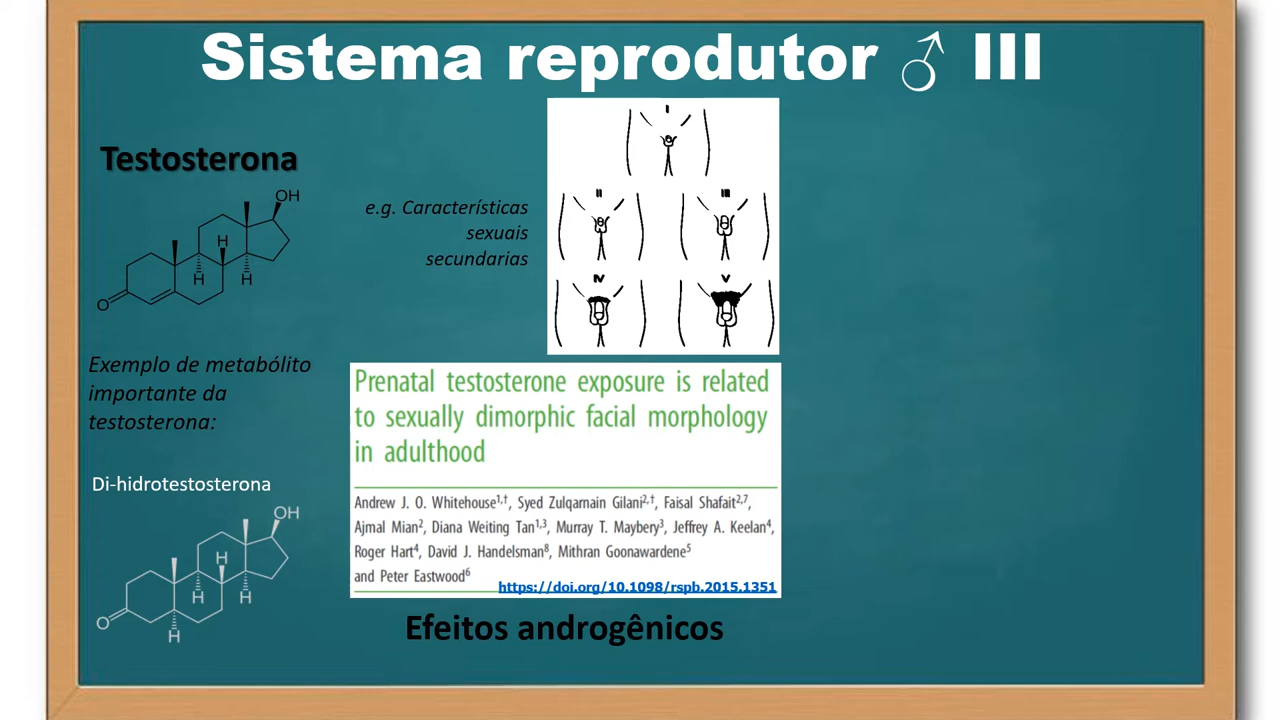 Sistema reprodutor ♂ III
Testosterona
OH
H
H
H
O
Exemplo de metabólito
importante da
testosterona:
Di-hidrotestosterona
OH
H
H
H
O
H
e.g. Características
sexuais
secundarias
I
II
III
IV
V
Prenatal testosterone exposure is related
to sexually dimorphic facial morphology
in adulthood
Andrew J. O. Whitehouse1,†, Syed Zulqarnain Gilani2,†, Faisal Shafait2,7,
Ajmal Mian2, Diana Weiting Tan1,3, Murray T. Maybery3, Jeffrey A. Keelan4,
Roger Hart4, David J. Handelsman8, Mithran Goonawardene5
and Peter Eastwood6
https://doi.org/10.1098/rspb.2015.1351
Efeitos androgênicos